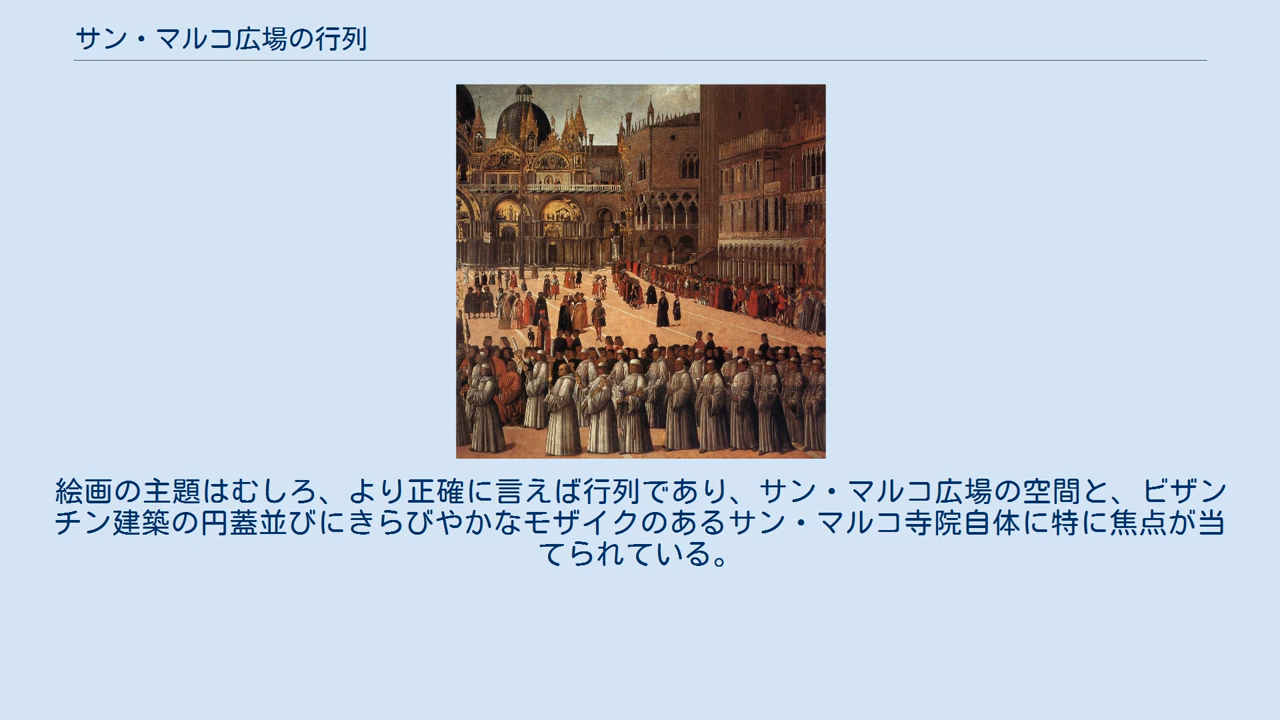 サン・マルコ広場の行列
絵画の主題はむしろ、より正確に言えば行列であり、サン・マルコ広場の空間と、ビザン
チン建築の円蓋並びにきらびやかなモザイクのあるサン・マルコ寺院自体に特に焦点が当
てられている。